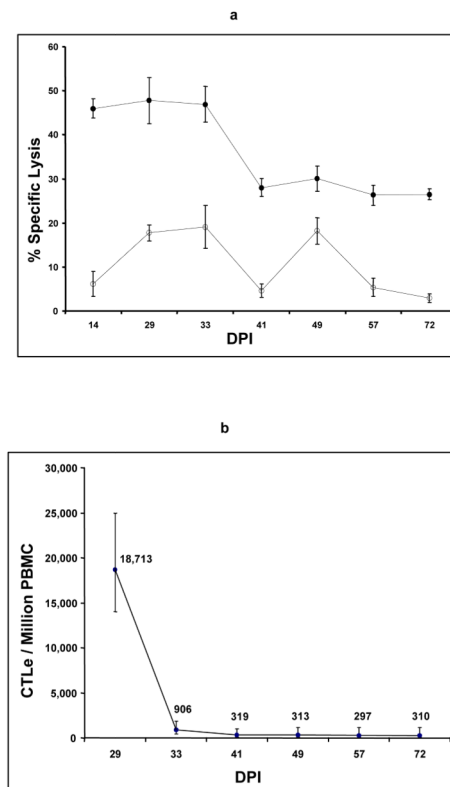 a
60
50
40
30
20
10
0
% Specific Lysis
14 29 33 41 49 57 72
DPI
b
30,000
25,000
20,000
15,000
10,000
5,000
0
CTLe / Million PBMC
18,713
906 319 313 297 310
29 33 41 49 57 72
DPI